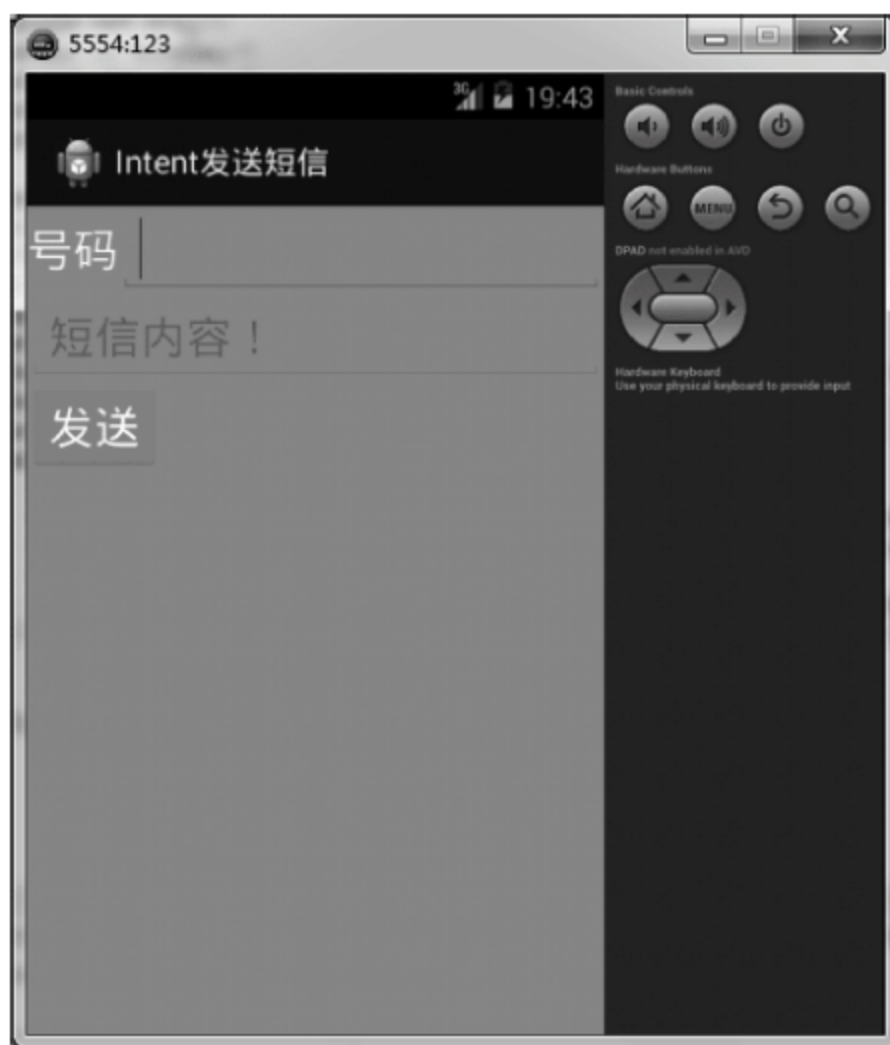 5554:123
3G 19:43
Intent发送短信
号码
短信内容！
发送
Basic Controls
Hardware Buttons
MENU
DPAD not enabled in AVD
Hardware Keyboard
Use your physical keyboard to provide input